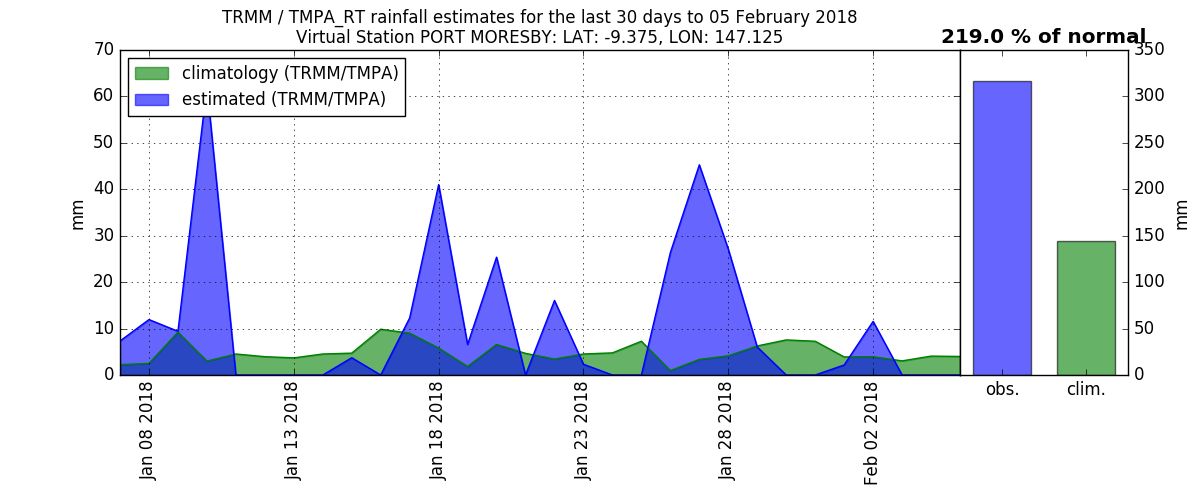 TRMM / TMPA_RT rainfall estimates for the last 30 days to 05 February 2018
Virtual Station PORT MORESBY: LAT: -9.375, LON: 147.125
219.0 % of normal
climatology (TRMM/TMPA)
estimated (TRMM/TMPA)
70
60
50
40
30
20
10
0
mm
Jan 08 2018
Jan 13 2018
Jan 18 2018
Jan 23 2018
Jan 28 2018
Feb 02 2018
obs.
clim.
350
300
250
200
150
100
50
0
mm